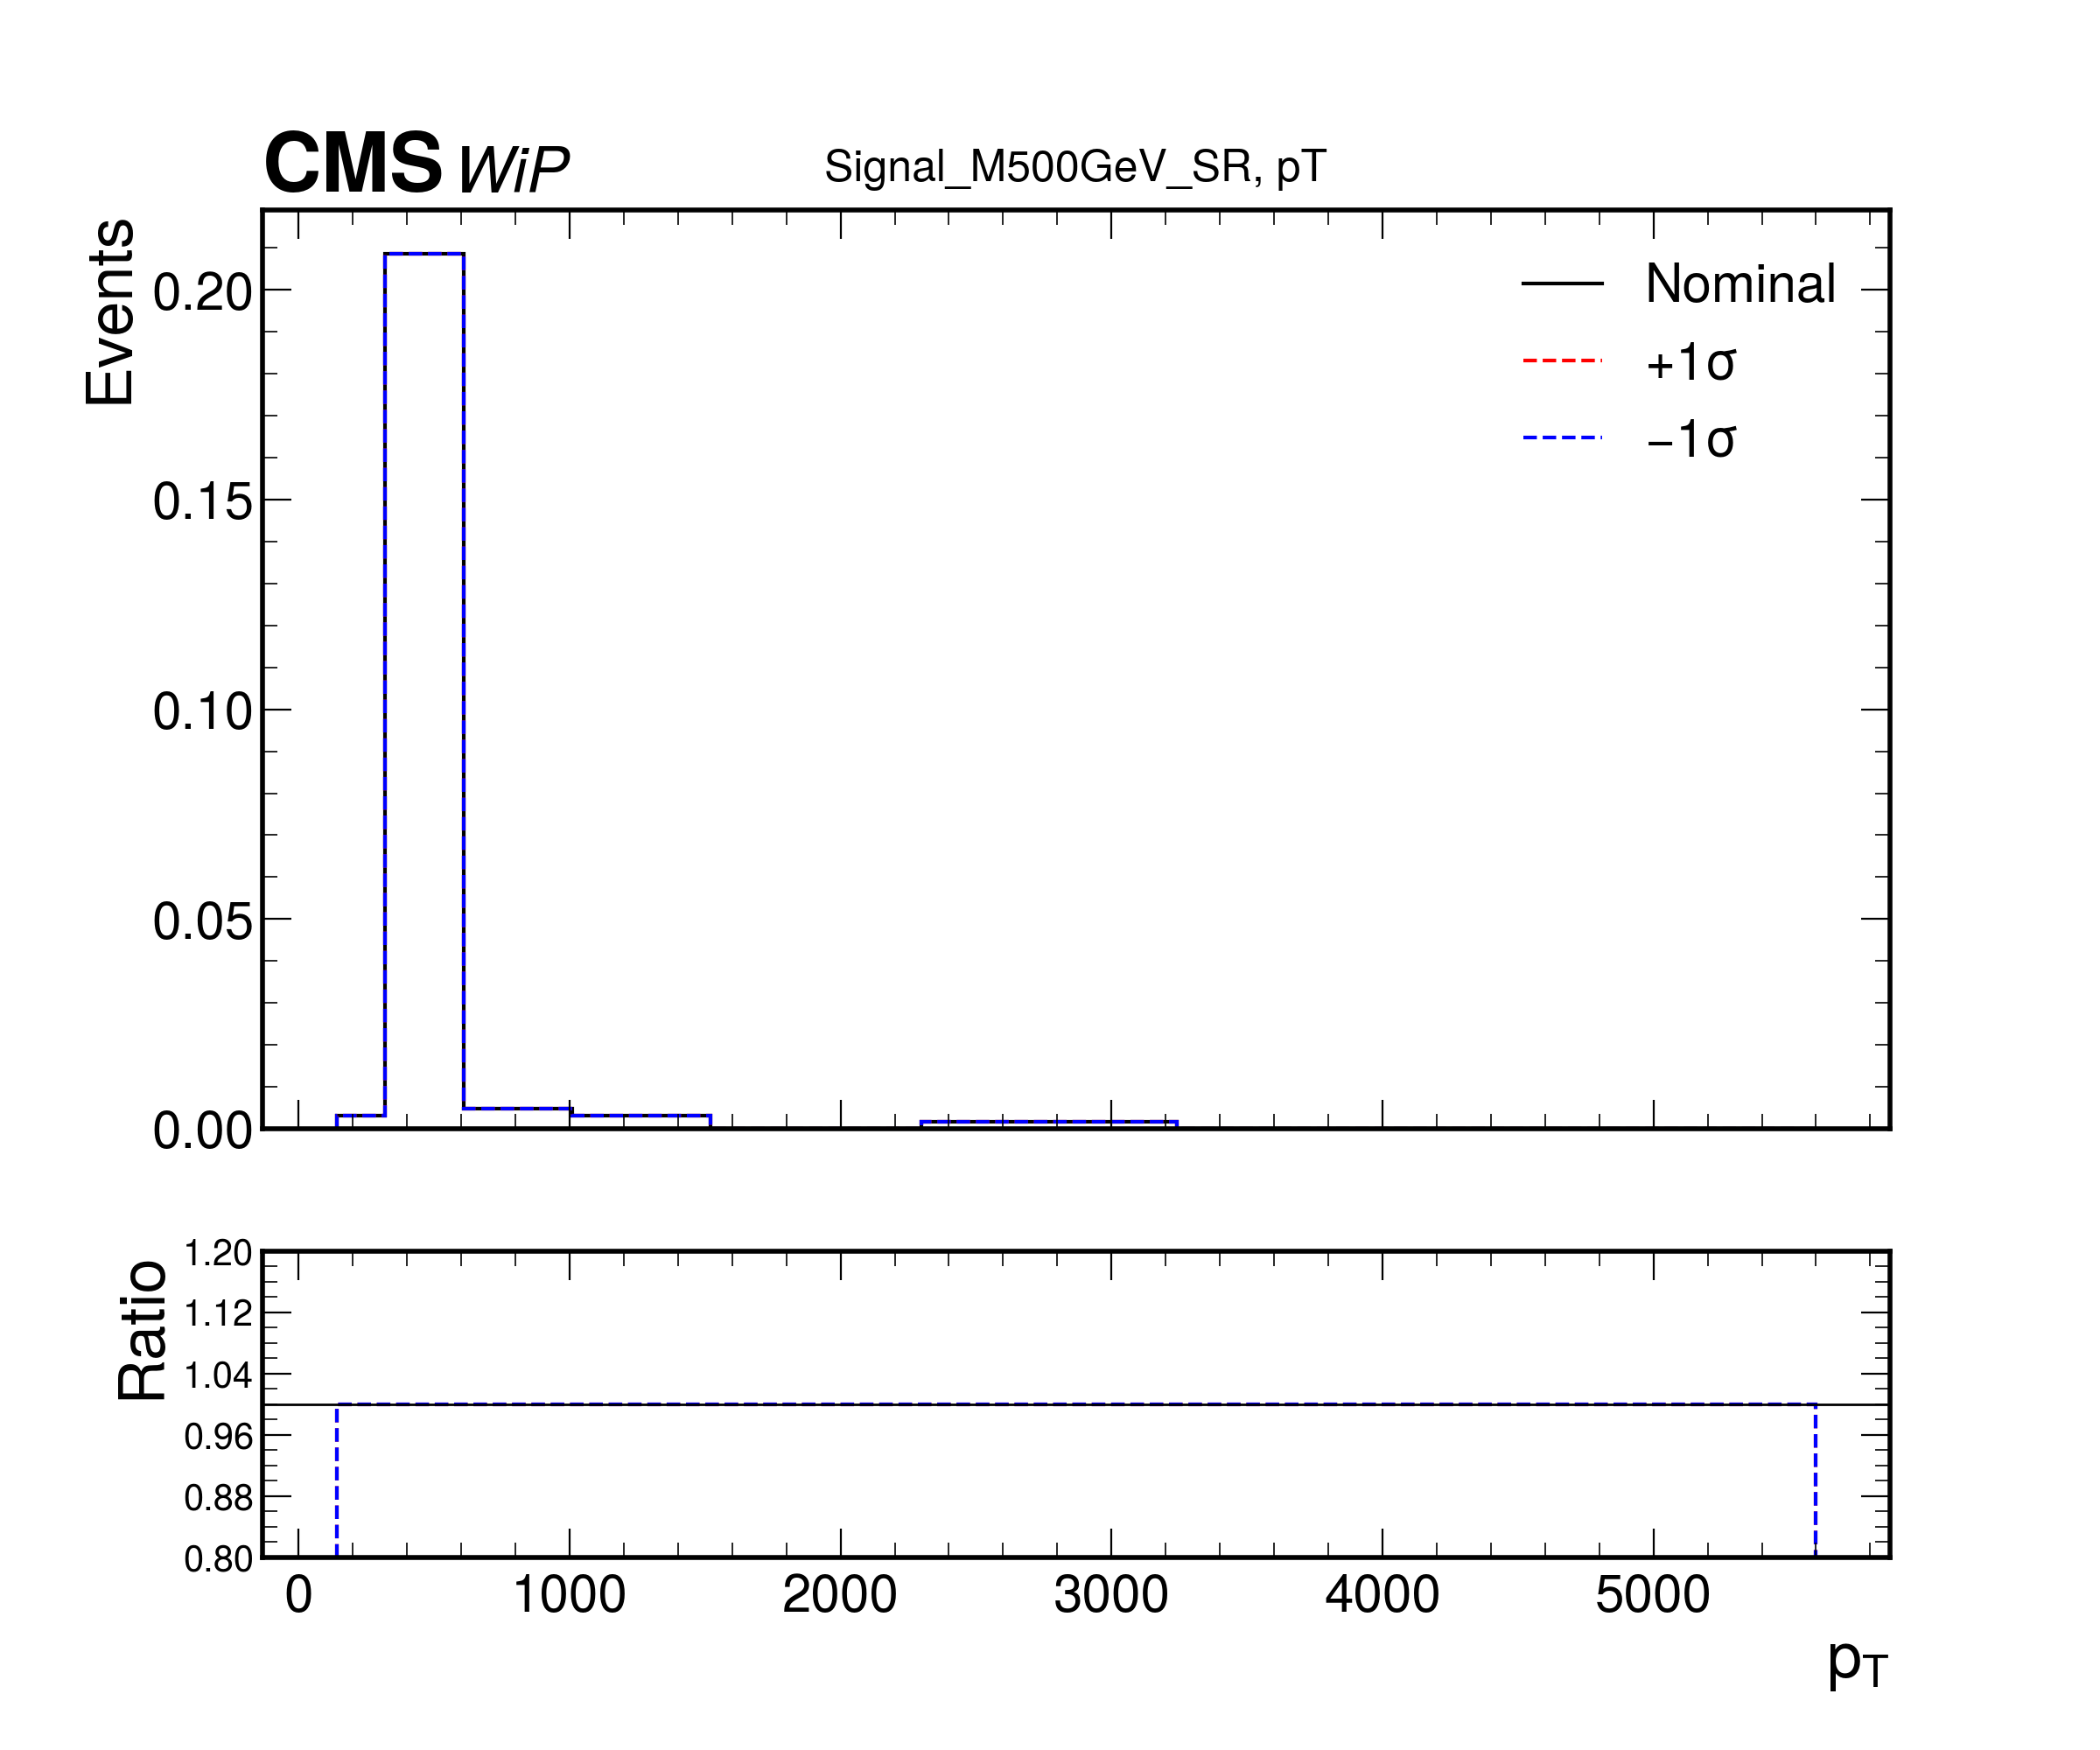 CMS WiP
Signal_M500GeV_SR, pT
Events
0.20
0.15
0.10
0.05
0.00
Nominal
+1σ
−1σ
Ratio
1.20
1.12
1.04
0.96
0.88
0.80
0 1000 2000 3000 4000 5000
pT